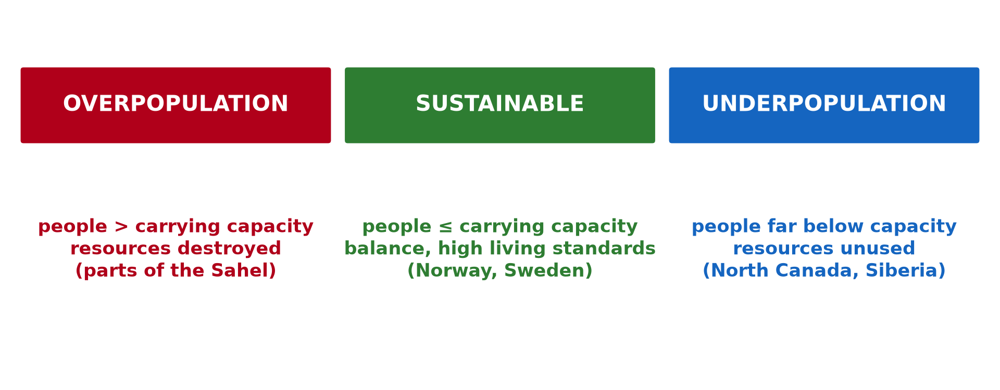 OVERPOPULATION
SUSTAINABLE
UNDERPOPULATION
people > carrying capacity
resources destroyed
(parts of the Sahel)
people ≤ carrying capacity
balance, high living standards
(Norway, Sweden)
people far below capacity
resources unused
(North Canada, Siberia)